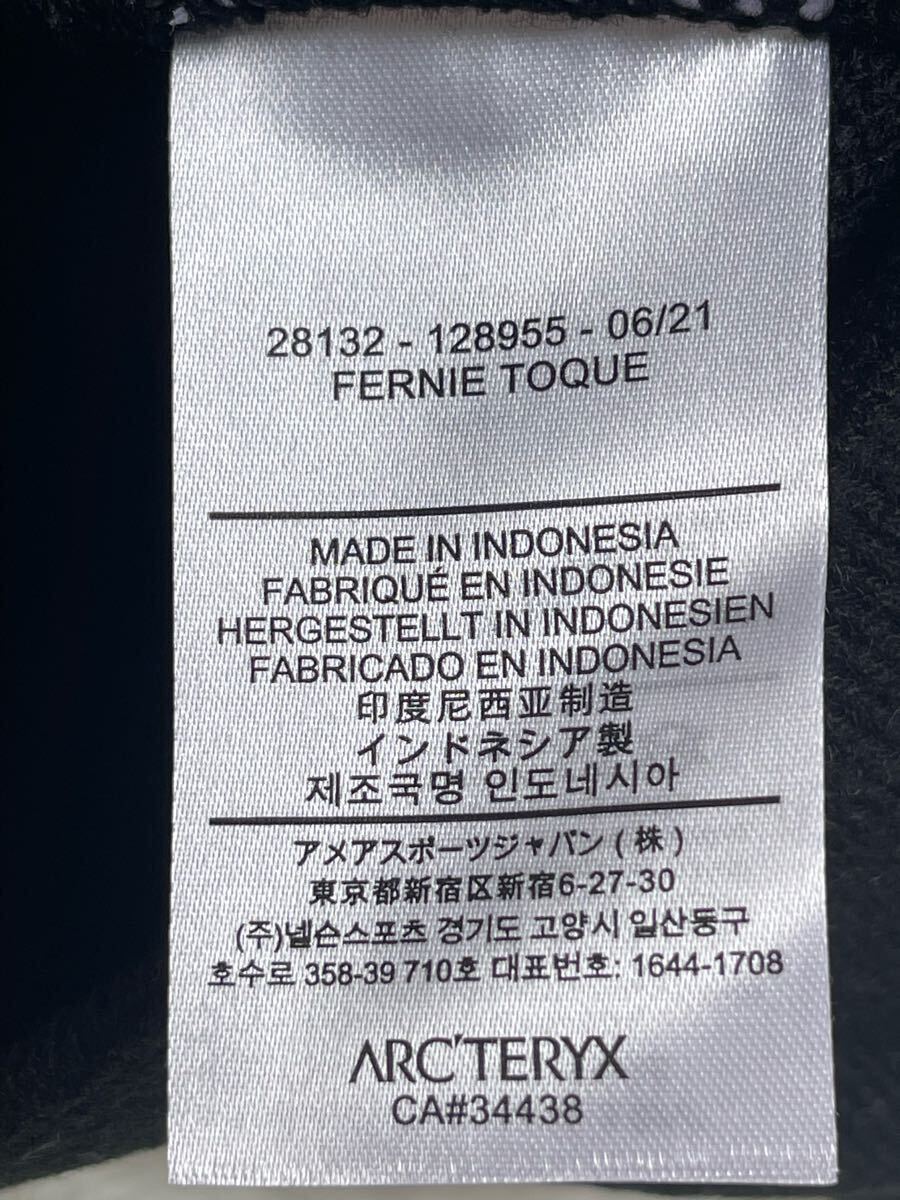 28132 - 128955 - 06/21
FERNIE TOQUE
MADE IN INDONESIA
FABRIQUÉ EN INDONESIE
HERGESTELLT IN INDONESIEN
FABRICADO EN INDONESIA
印度尼西亚制造
インドネシア製
제조국명 인도네시아
アメアスポーツジャパン(株)
東京都新宿区新宿6-27-30
(주)넬슨스포츠 경기도 고양시 일산동구
호수로 358-39 710호 대표번호: 1644-1708
ARC'TERYX
CA#34438